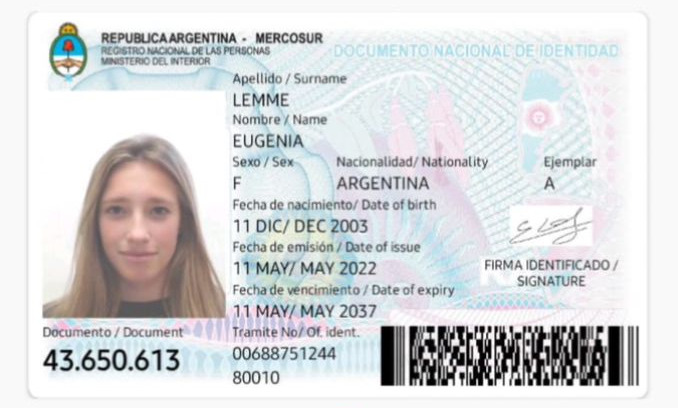 REPUBLICA ARGENTINA - MERCOSUR
REGISTRO NACIONAL DE LAS PERSONAS
MINISTERIO DEL INTERIOR
DOCUMENTO NACIONAL DE IDENTIDAD
Apellido / Surname
LEMME
Nombre / Name
EUGENIA
Sexo / Sex Nacionalidad/ Nationality Ejemplar
F ARGENTINA A
Fecha de nacimiento/ Date of birth
11 DIC/ DEC 2003
Fecha de emisión / Date of issue
11 MAY/ MAY 2022
FIRMA IDENTIFICADO /
SIGNATURE
Fecha de vencimiento / Date of expiry
11 MAY/ MAY 2037
Documento / Document
43.650.613
Tramite No/ Of. ident.
00688751244
80010